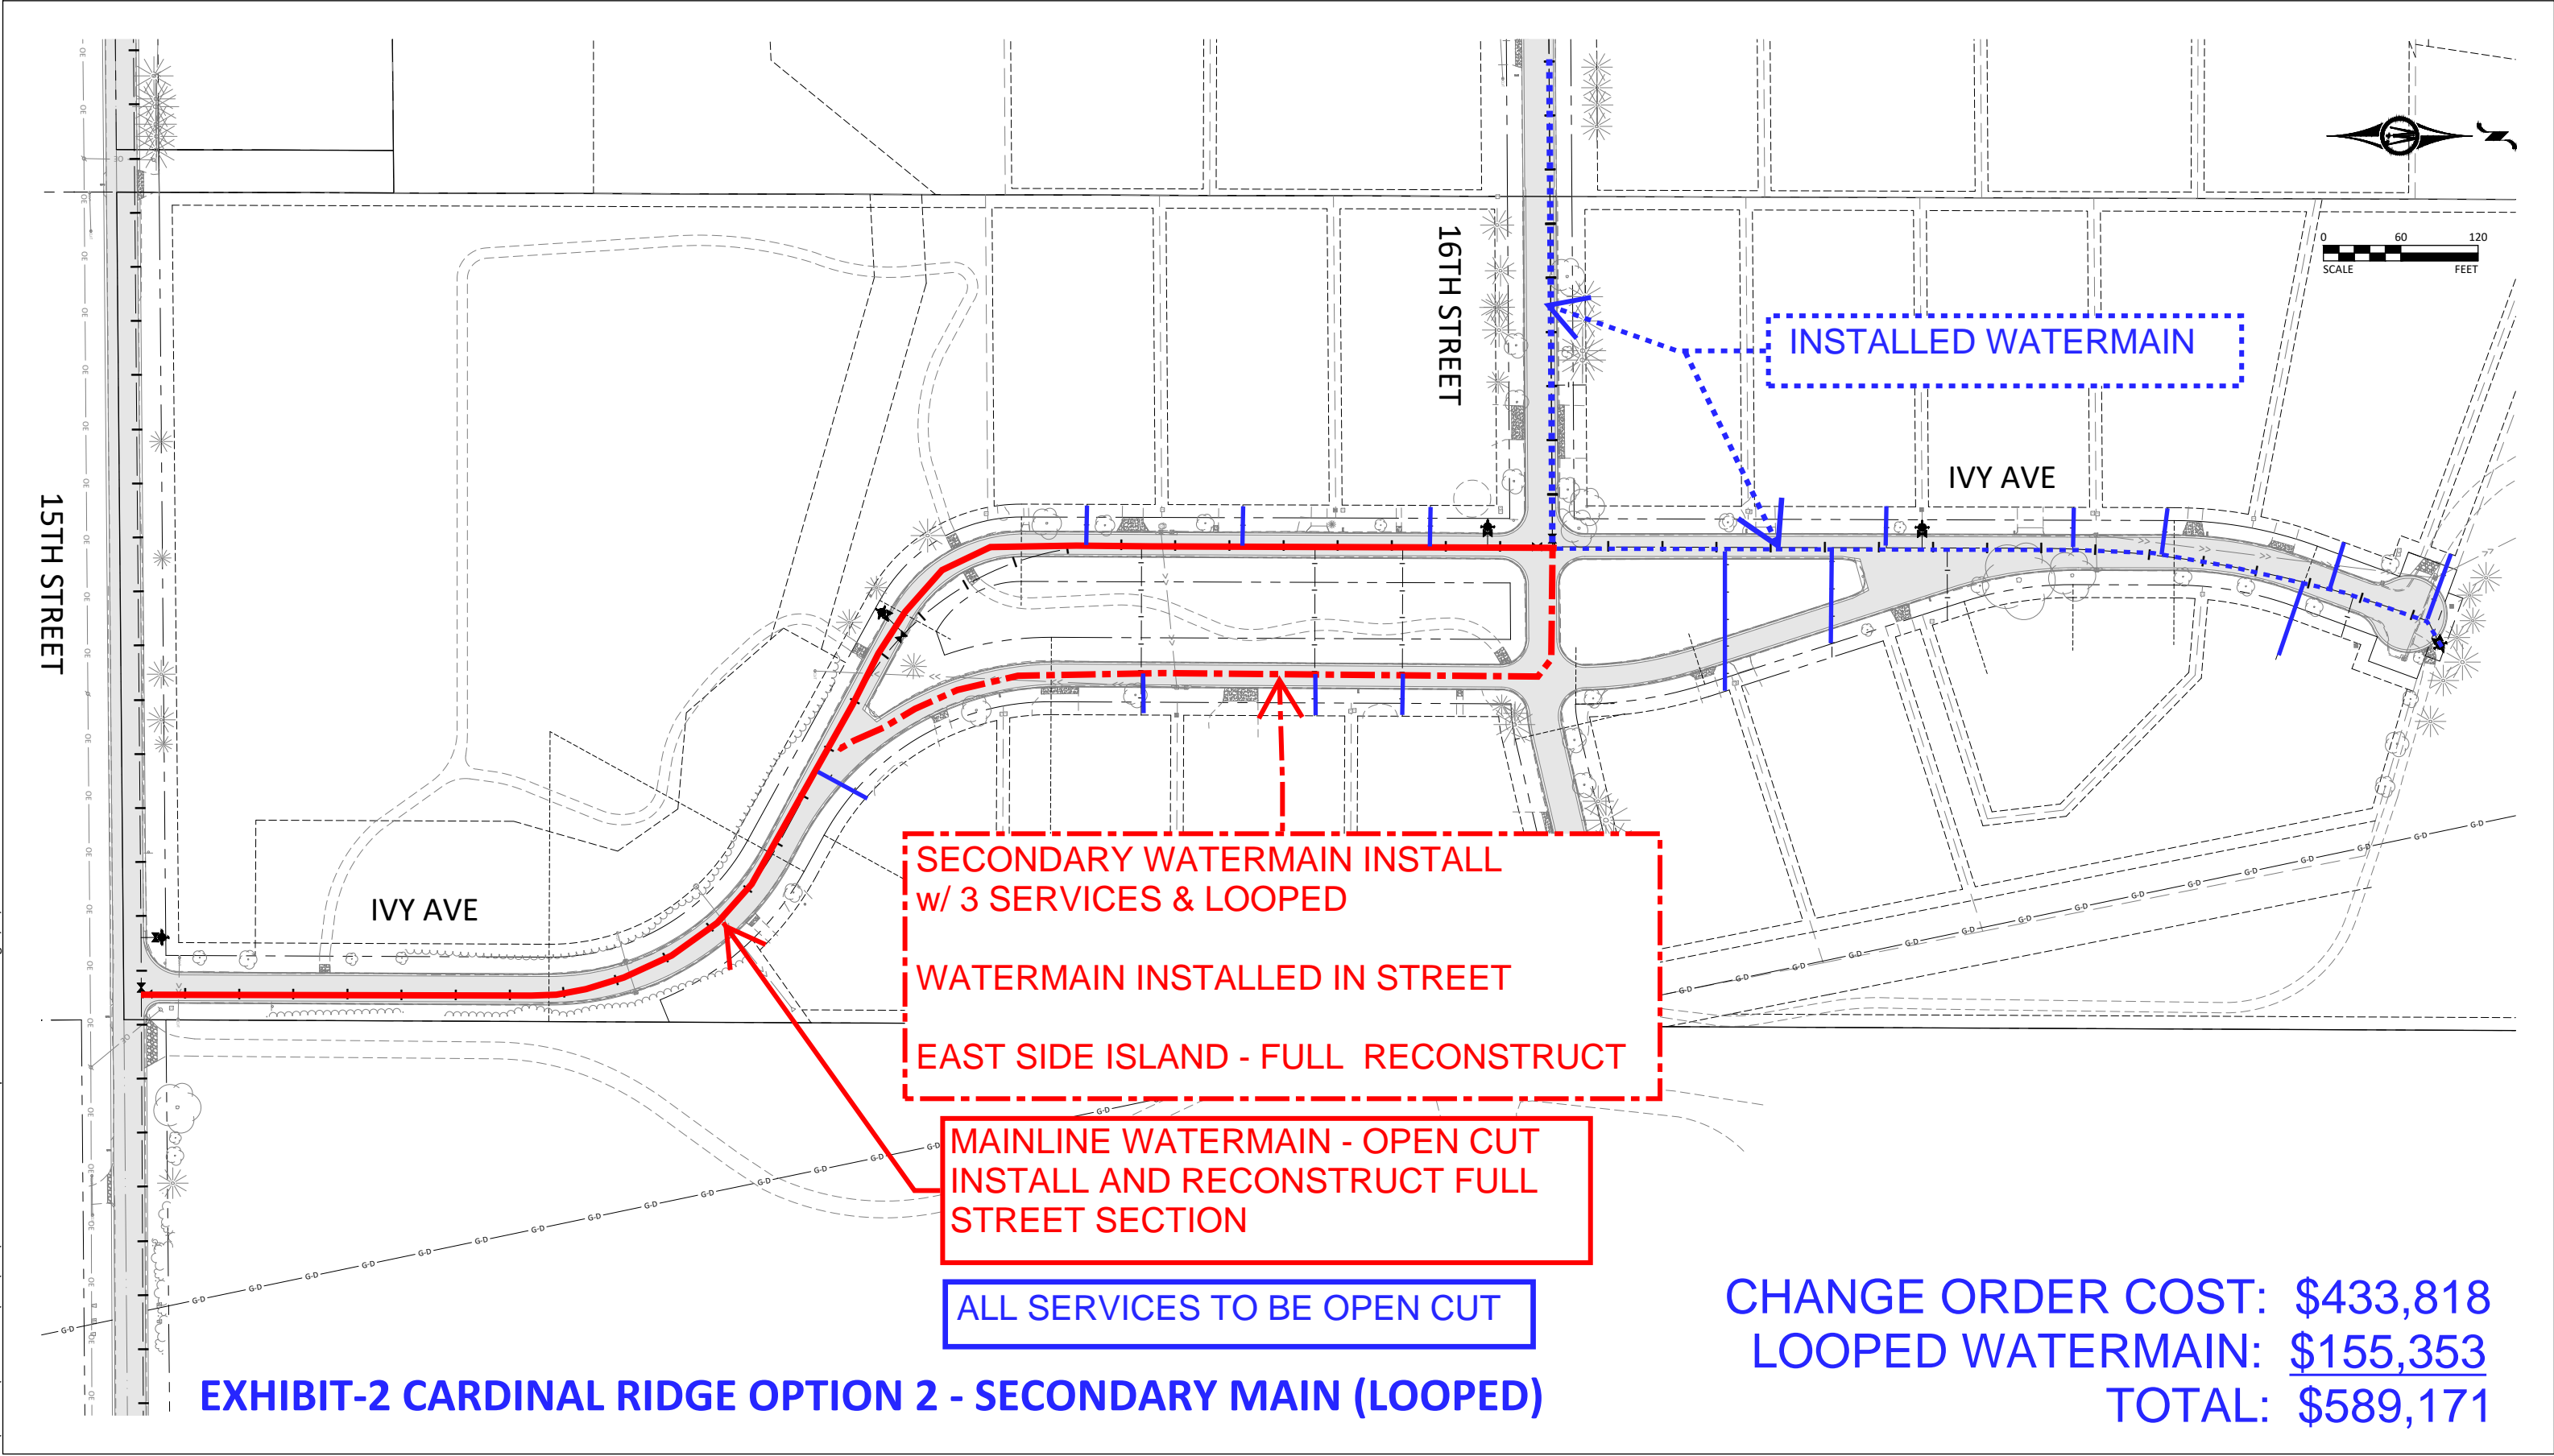 16TH STREET
0 60 120
SCALE FEET
INSTALLED WATERMAIN
IVY AVE
15TH STREET
IVY AVE
SECONDARY WATERMAIN INSTALL
w/ 3 SERVICES & LOOPED
WATERMAIN INSTALLED IN STREET
EAST SIDE ISLAND - FULL RECONSTRUCT
MAINLINE WATERMAIN - OPEN CUT
INSTALL AND RECONSTRUCT FULL
STREET SECTION
ALL SERVICES TO BE OPEN CUT
CHANGE ORDER COST: $433,818
LOOPED WATERMAIN: $155,353
TOTAL: $589,171
EXHIBIT-2 CARDINAL RIDGE OPTION 2 - SECONDARY MAIN (LOOPED)